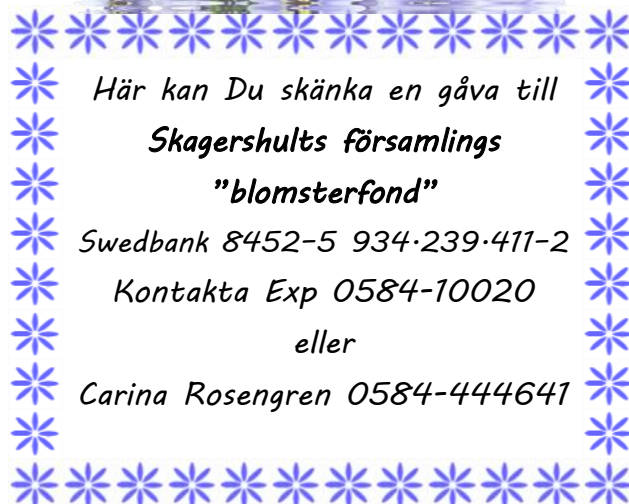 Här kan Du skänka en gåva till
Skagershults församlings
”blomsterfond”
Swedbank 8452-5 934·239·411-2
Kontakta Exp 0584-10020
eller
Carina Rosengren 0584-444641